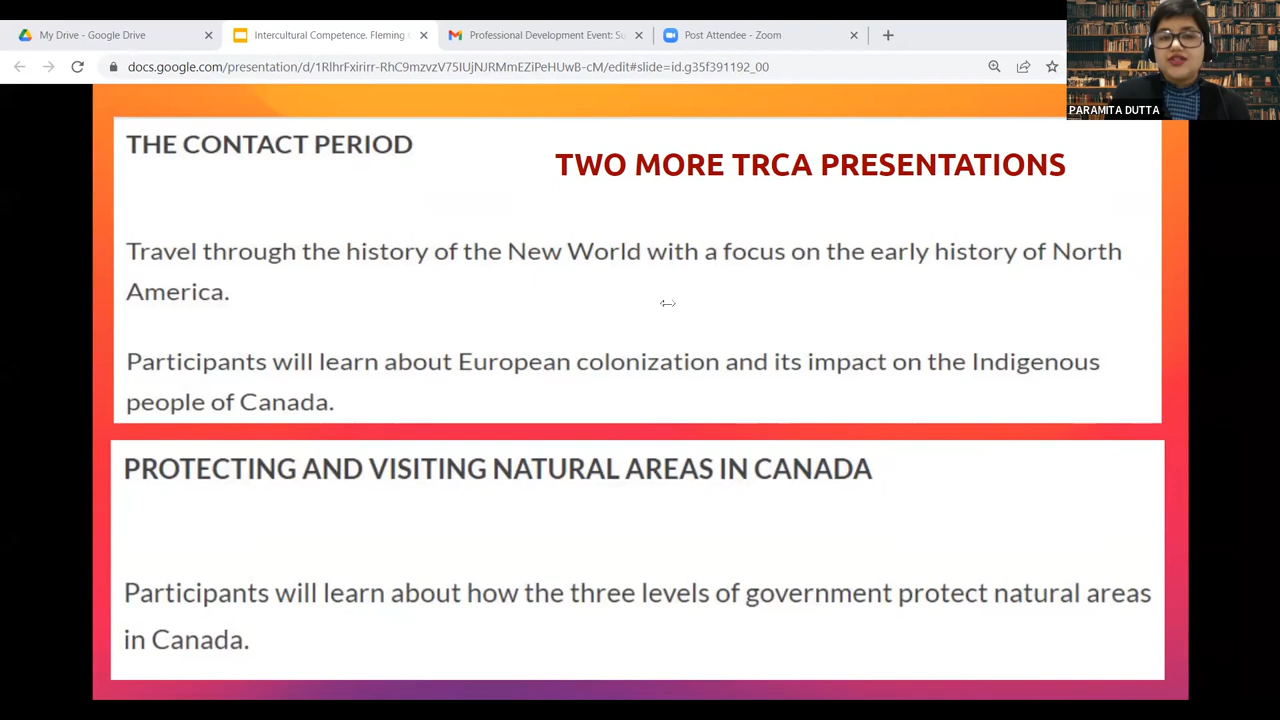 My Drive - Google Drive
Intercultural Competence. Fleming
Professional Development Event: Su
Post Attendee - Zoom
docs.google.com/presentation/d/1RlhrFxirirr-RhC9mzvzV75IUjNJRMmEZiPeHUwB-cM/edit#slide=id.g35f391192_00
PARAMITA DUTTA
THE CONTACT PERIOD
TWO MORE TRCA PRESENTATIONS
Travel through the history of the New World with a focus on the early history of North
America.
Participants will learn about European colonization and its impact on the Indigenous
people of Canada.
PROTECTING AND VISITING NATURAL AREAS IN CANADA
Participants will learn about how the three levels of government protect natural areas
in Canada.